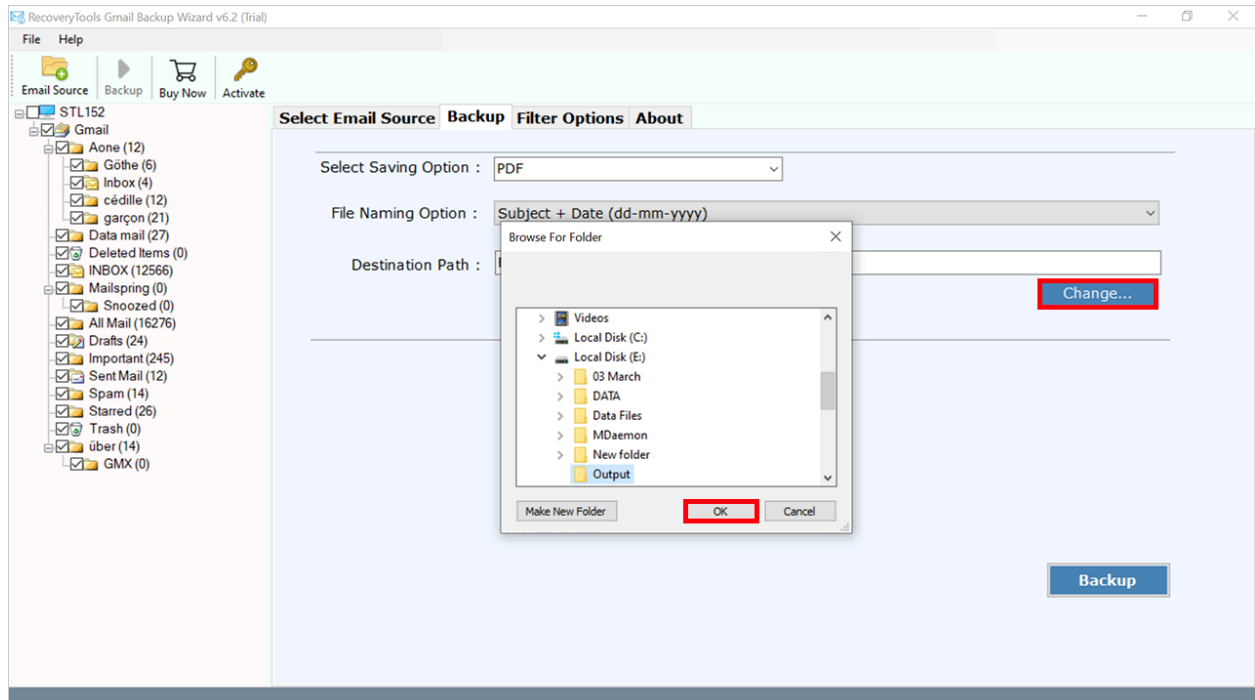 RecoveryTools Gmail Backup Wizard v6.2 (Trial)
File Help
Email Source Backup Buy Now Activate
STL152
Gmail
Aone (12)
Göthe (6)
Inbox (4)
cédille (12)
garçon (21)
Data mail (27)
Deleted Items (0)
INBOX (12566)
Mailspring (0)
Snoozed (0)
All Mail (16276)
Drafts (24)
Important (245)
Sent Mail (12)
Spam (14)
Starred (26)
Trash (0)
über (14)
GMX (0)
Select Email Source Backup Filter Options About
Select Saving Option : PDF
File Naming Option : Subject + Date (dd-mm-yyyy)
Destination Path :
Change...
Browse For Folder
Videos
Local Disk (C:)
Local Disk (E:)
03 March
DATA
Data Files
MDaemon
New folder
Output
Make New Folder OK Cancel
Backup